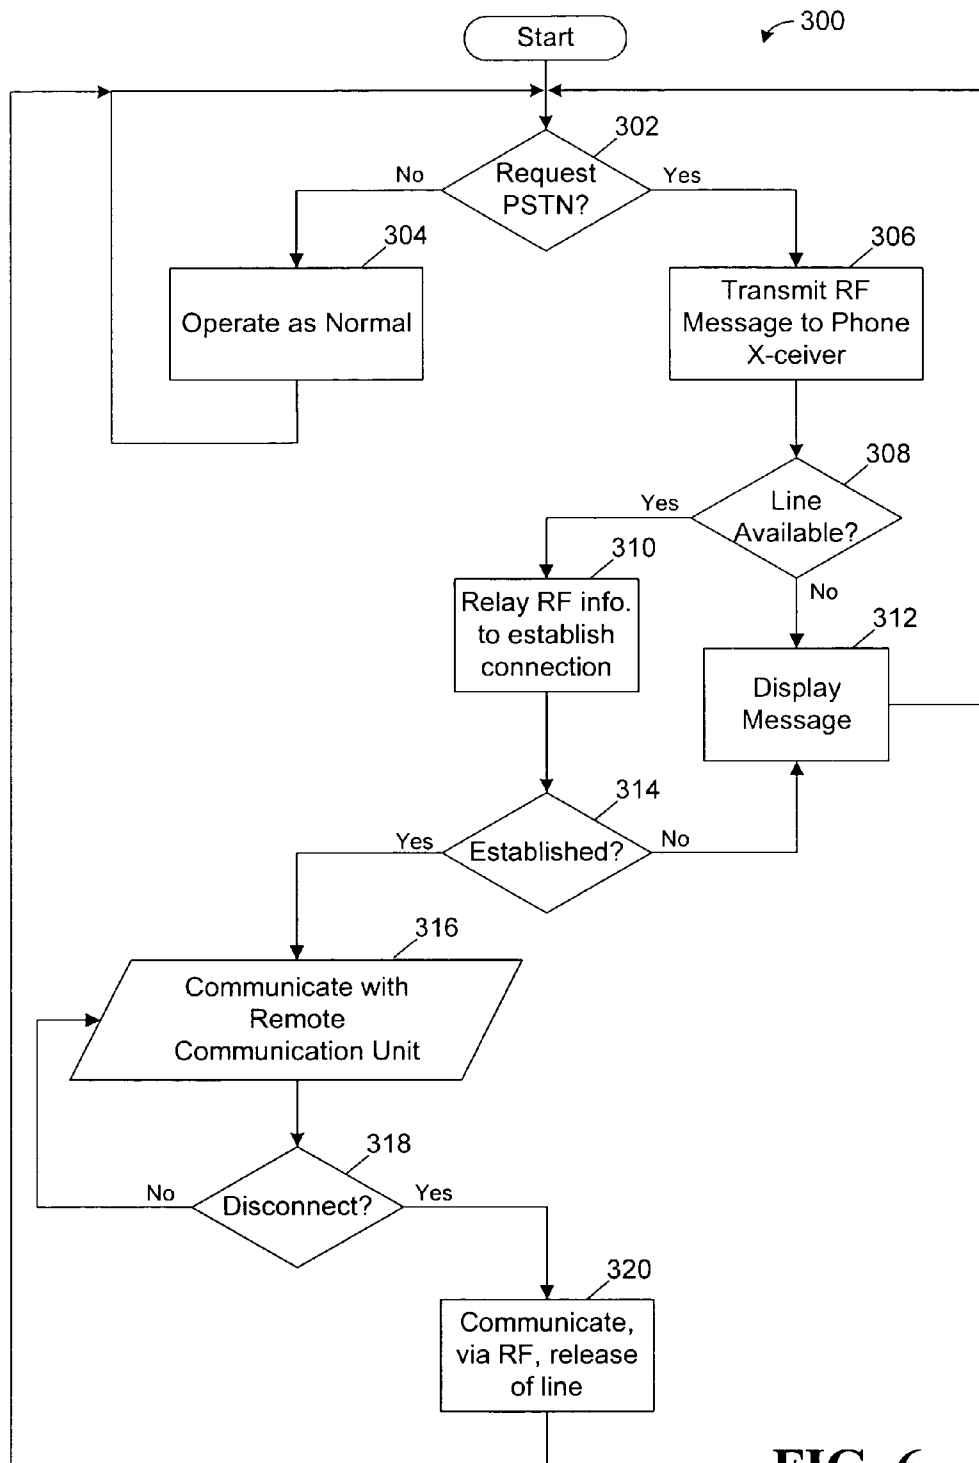 Start
300
302
Request
PSTN?
No
Yes
304
Operate as Normal
306
Transmit RF
Message to Phone
X-ceiver
308
Line
Available?
Yes
No
310
Relay RF info.
to establish
connection
312
Display
Message
314
Established?
Yes
No
316
Communicate with
Remote
Communication Unit
318
Disconnect?
No
Yes
320
Communicate,
via RF, release
of line
FIG. 6